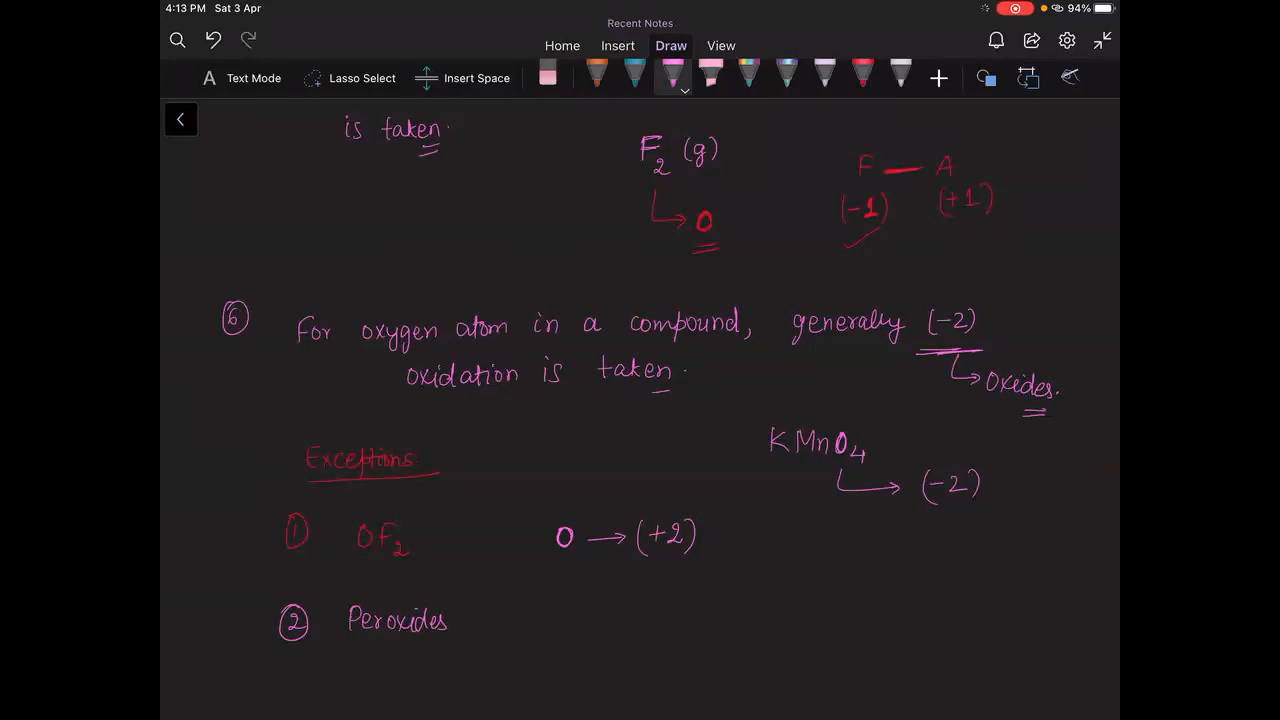 4:13 PM Sat 3 Apr
94%
Recent Notes
Home Insert Draw View
Text Mode Lasso Select Insert Space
is taken.
F2 (g)
F — A
(-1) (+1)
0
⑥ For oxygen atom in a compound, generally (-2)
oxidation is taken.
Oxides.
KMnO4
(-2)
Exceptions
① OF2 O → (+2)
② Peroxides